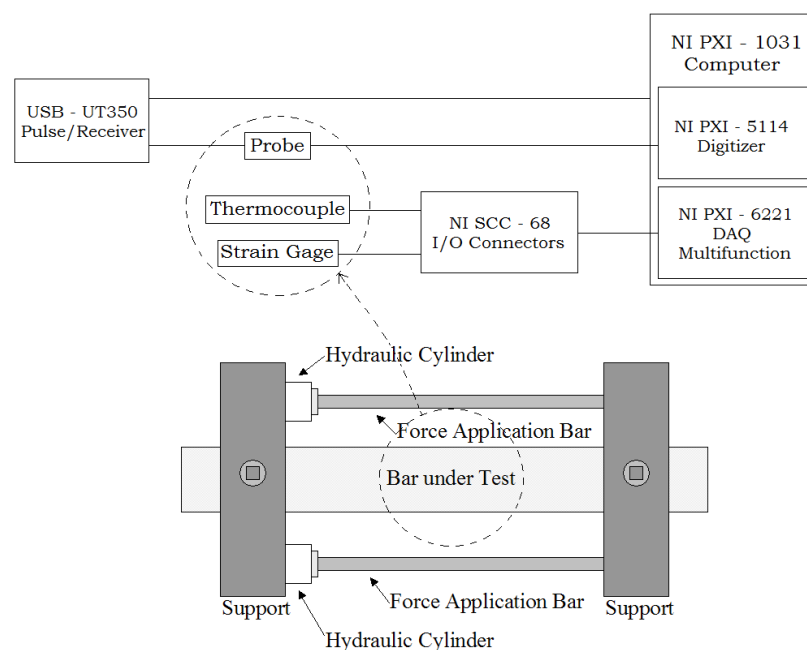 NI PXI - 1031
Computer
USB - UT350
Pulse/Receiver
Probe
NI PXI - 5114
Digitizer
Thermocouple
Strain Gage
NI SCC - 68
I/O Connectors
NI PXI - 6221
DAQ
Multifunction
Hydraulic Cylinder
Force Application Bar
Bar under Test
Support
Force Application Bar
Support
Hydraulic Cylinder